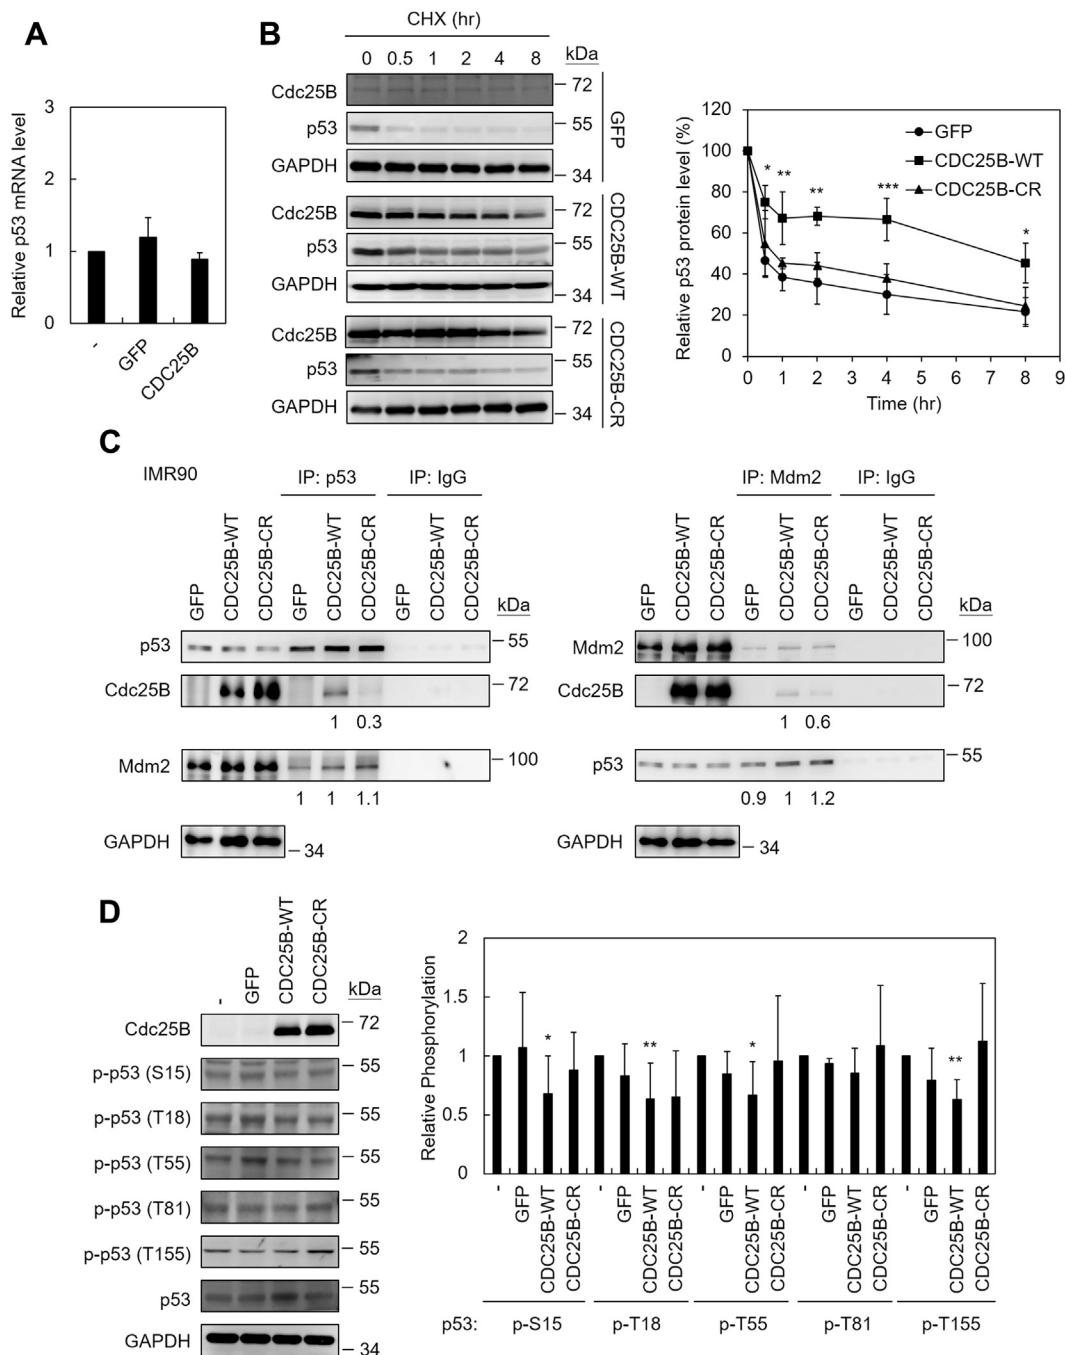 A
3
2
1
0
Relative p53 mRNA level
-
GFP
CDC25B
B
CHX (hr)
0 0.5 1 2 4 8 kDa
Cdc25B 72
p53 55
GAPDH 34
GFP
Cdc25B 72
p53 55
GAPDH 34
CDC25B-WT
Cdc25B 72
p53 55
GAPDH 34
CDC25B-CR
120
100
80
60
40
20
0
Relative p53 protein level (%)
GFP
CDC25B-WT
CDC25B-CR
* ** ** *** *
0 1 2 3 4 5 6 7 8 9
Time (hr)
C
IMR90 IP: p53 IP: IgG
GFP CDC25B-WT CDC25B-CR GFP CDC25B-WT CDC25B-CR GFP CDC25B-WT CDC25B-CR kDa
p53 55
Cdc25B 72
1 0.3
Mdm2 100
1 1 1.1
GAPDH 34
IP: Mdm2 IP: IgG
GFP CDC25B-WT CDC25B-CR GFP CDC25B-WT CDC25B-CR GFP CDC25B-WT CDC25B-CR kDa
Mdm2 100
Cdc25B 72
1 0.6
p53 55
0.9 1 1.2
GAPDH 34
D
- GFP CDC25B-WT CDC25B-CR kDa
Cdc25B 72
p-p53 (S15) 55
p-p53 (T18) 55
p-p53 (T55) 55
p-p53 (T81) 55
p-p53 (T155) 55
p53 55
GAPDH 34
2
1.5
1
0.5
0
Relative Phosphorylation
* ** * **
- GFP CDC25B-WT CDC25B-CR - GFP CDC25B-WT CDC25B-CR - GFP CDC25B-WT CDC25B-CR - GFP CDC25B-WT CDC25B-CR - GFP CDC25B-WT CDC25B-CR
p53: p-S15 p-T18 p-T55 p-T81 p-T155